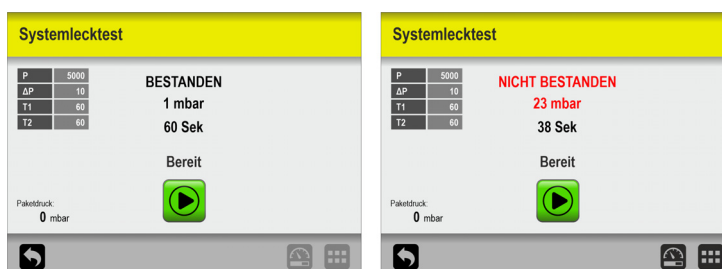 Systemlecktest
P 5000
ΔP 10
T1 60
T2 60
BESTANDEN
1 mbar
60 Sek
Bereit
Paketdruck:
0 mbar
Systemlecktest
P 5000
ΔP 10
T1 60
T2 60
NICHT BESTANDEN
23 mbar
38 Sek
Bereit
Paketdruck:
0 mbar